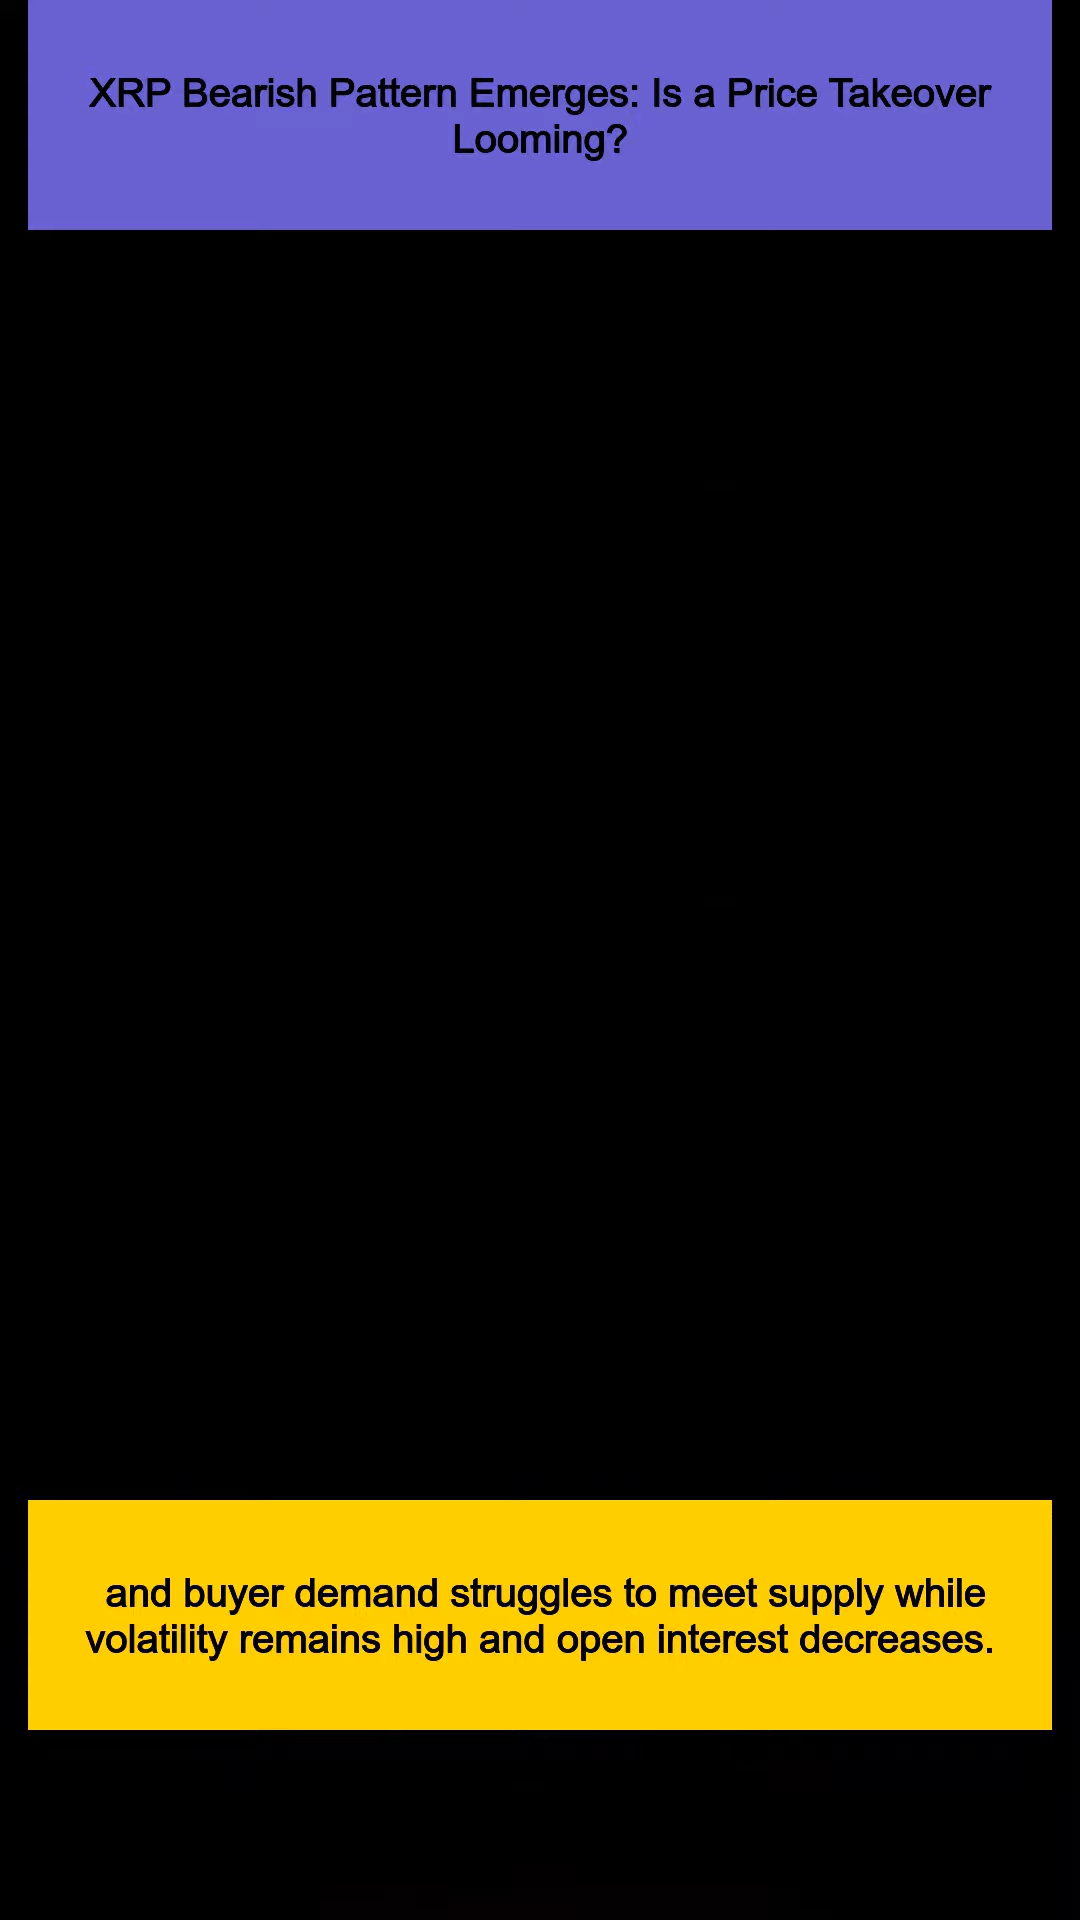 XRP Bearish Pattern Emerges: Is a Price Takeover
Looming?
and buyer demand struggles to meet supply while
volatility remains high and open interest decreases.